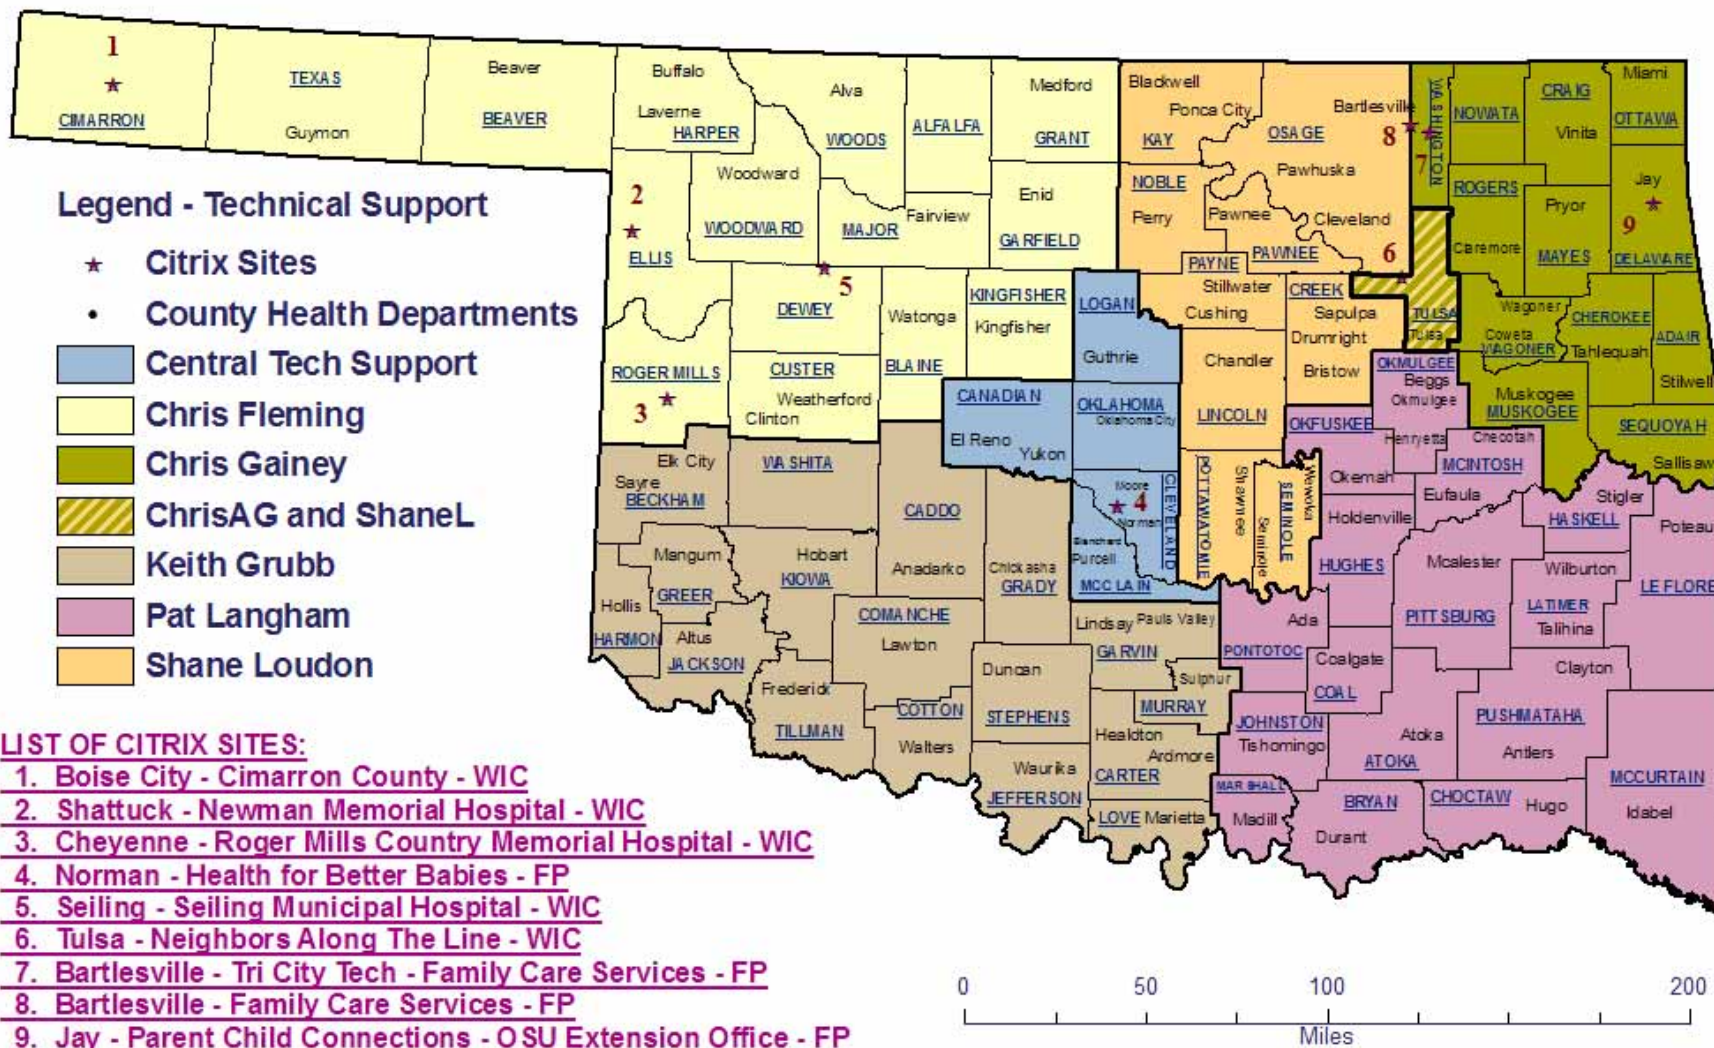 1
CIMARRON
TEXAS
Guymon
Beaver
BEAVER
Buffalo
Laverne
HARPER
Alva
WOODS
ALFALFA
Medford
GRANT
Blackwell
Ponca City
KAY
Bartlesville
8
OSAGE
Pawhuska
WASHINGTON
7
NOWATA
CRAIG
Vinita
Miami
OTTAWA
2
ELLIS
Woodward
WOODWARD
MAJOR
Fairview
Enid
GARFIELD
NOBLE
Perry
Pawnee
PAWNEE
Cleveland
6
ROGERS
Claremore
Pryor
MAYES
Jay
9
DELAWARE
5
DEWEY
Watonga
BLAINE
KINGFISHER
Kingfisher
LOGAN
Guthrie
PAYNE
Stillwater
Cushing
CREEK
Sapulpa
Drumright
Bristow
TULSA
Tulsa
Wagoner
Coweta
WAGONER
CHEROKEE
Tahlequah
ADAIR
Stilwell
ROGER MILLS
3
CUSTER
Weatherford
Clinton
CANADIAN
El Reno
Yukon
OKLAHOMA
Oklahoma City
Chandler
LINCOLN
OKMULGEE
Beggs
Okmulgee
Henryetta
OKFUSKEE
Okemah
Muskogee
MUSKOGEE
SEQUOYAH
Sallisaw
Checotah
MCINTOSH
Eufaula
Elk City
Sayre
BECKHAM
WASHITA
CADDO
Anadarko
Chickasha
GRADY
Moore
4
Norman
CLEVELAND
Blanchard
Purcell
MCCLAIN
POTTAWATOMIE
Shawnee
Seminole
SEMINOLE
Wewoka
Holdenville
HUGHES
Stigler
HASKELL
Poteau
LE FLORE
Mangum
GREER
Hobart
KIOWA
Hollis
HARMON
Altus
JACKSON
COMANCHE
Lawton
Lindsay
Pauls Valley
GARVIN
Ada
PONTOTOC
Mcalester
PITTSBURG
Wilburton
LATIMER
Talihina
Frederick
TILLMAN
COTTON
Walters
Duncan
STEPHENS
Sulphur
MURRAY
Coalgate
COAL
Clayton
PUSHMATAHA
Antlers
JOHNSTON
Tishomingo
Atoka
ATOKA
Waurika
JEFFERSON
Healdton
Ardmore
CARTER
LOVE Marietta
MARSHALL
Madill
BRYAN
Durant
CHOCTAW
Hugo
MCCURTAIN
Idabel
Legend - Technical Support
Citrix Sites
County Health Departments
Central Tech Support
Chris Fleming
Chris Gainey
ChrisAG and ShaneL
Keith Grubb
Pat Langham
Shane Loudon
LIST OF CITRIX SITES:
1. Boise City - Cimarron County - WIC
2. Shattuck - Newman Memorial Hospital - WIC
3. Cheyenne - Roger Mills Country Memorial Hospital - WIC
4. Norman - Health for Better Babies - FP
5. Seiling - Seiling Municipal Hospital - WIC
6. Tulsa - Neighbors Along The Line - WIC
7. Bartlesville - Tri City Tech - Family Care Services - FP
8. Bartlesville - Family Care Services - FP
9. Jay - Parent Child Connections - OSU Extension Office - FP
0 50 100 200
Miles